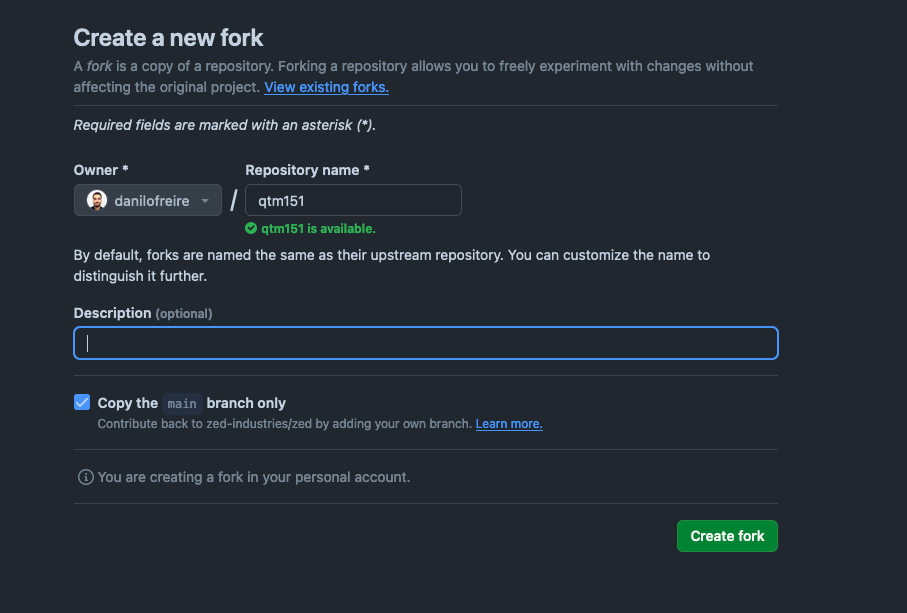 Create a new fork
A fork is a copy of a repository. Forking a repository allows you to freely experiment with changes without
affecting the original project. View existing forks.
Required fields are marked with an asterisk (*).
Owner *
Repository name *
danilofreire
/
qtm151
qtm151 is available.
By default, forks are named the same as their upstream repository. You can customize the name to
distinguish it further.
Description (optional)
Copy the main branch only
Contribute back to zed-industries/zed by adding your own branch. Learn more.
You are creating a fork in your personal account.
Create fork